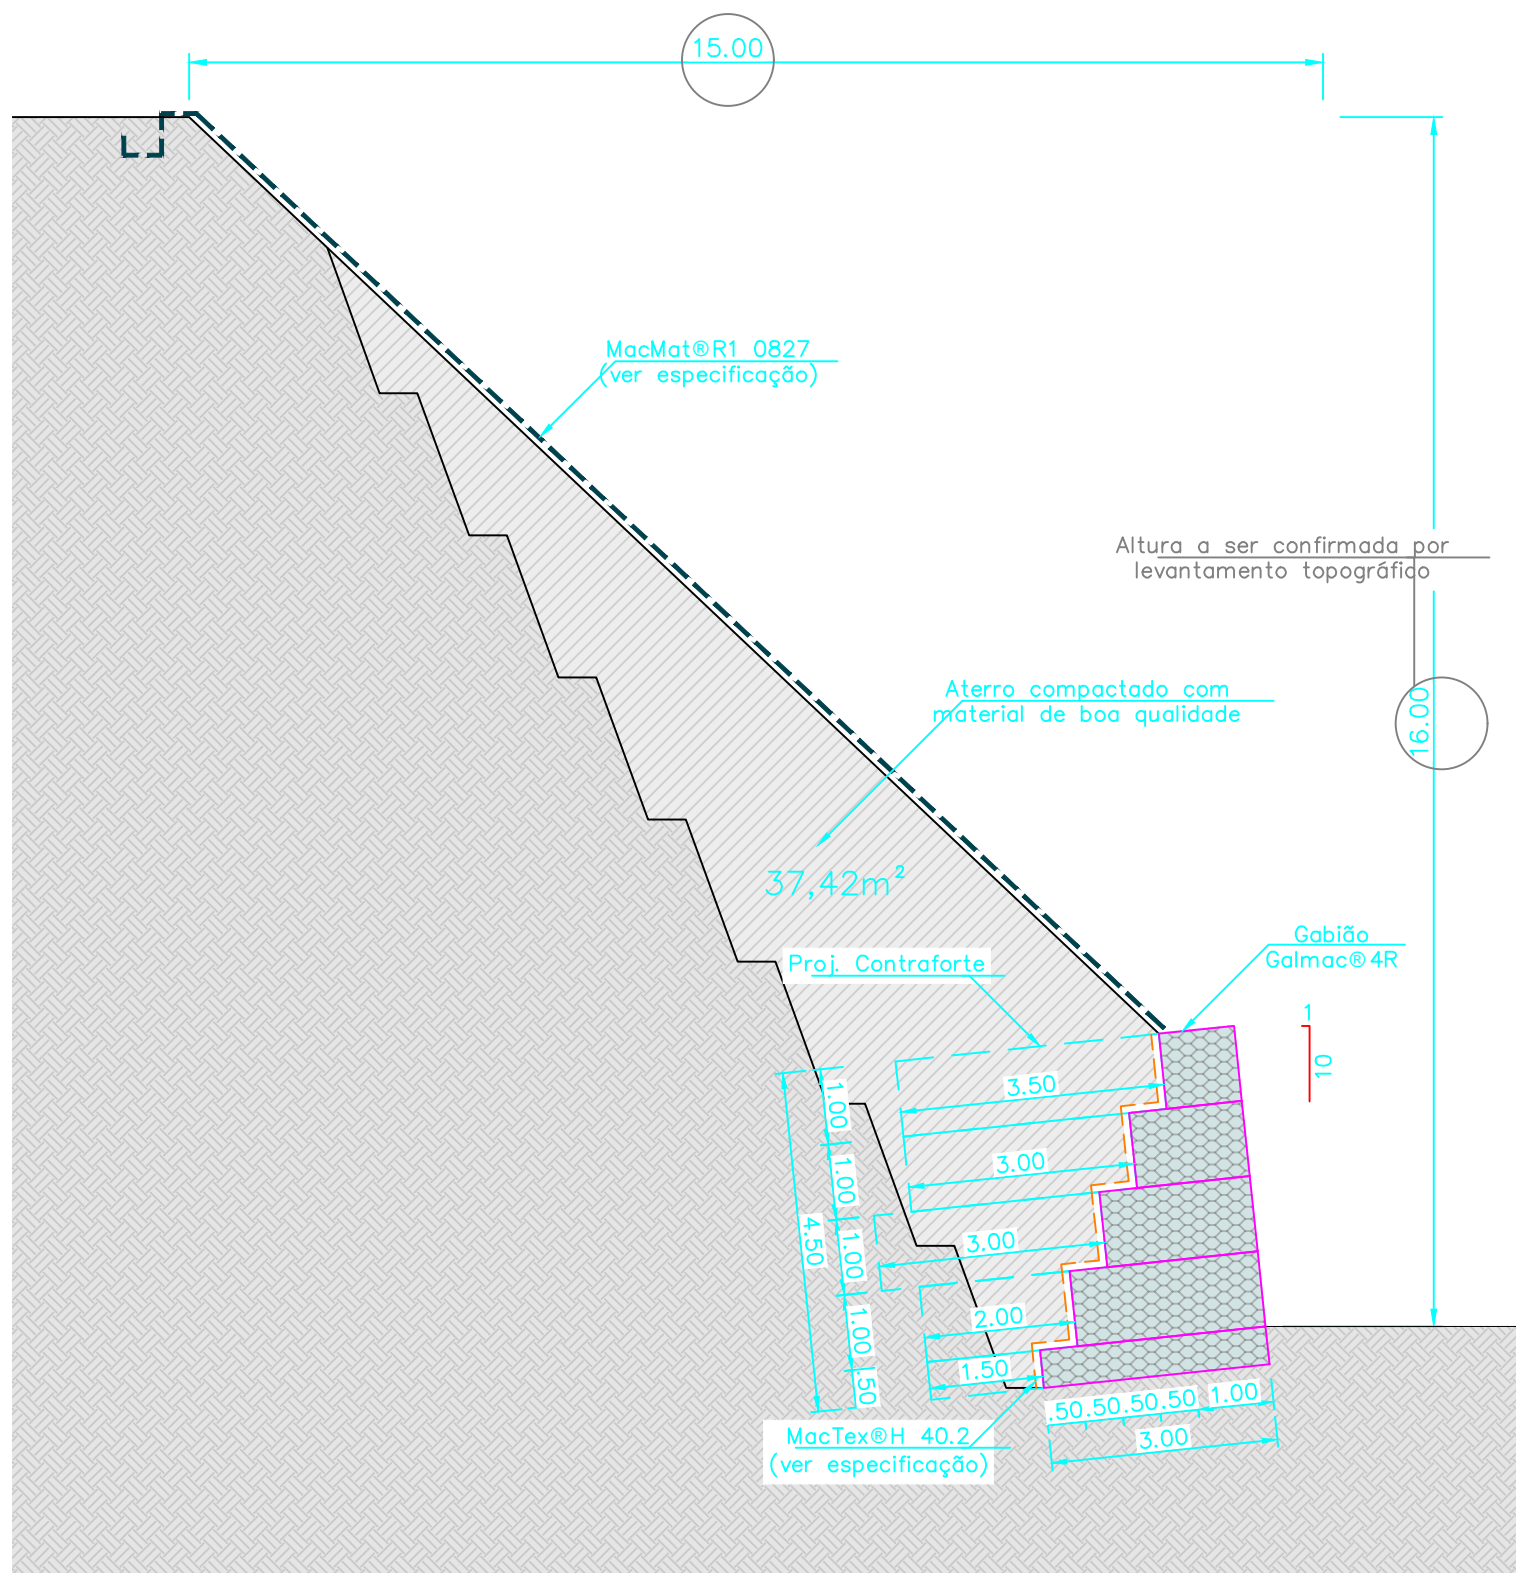 15.00
MacMat®R1 0827
(ver especificação)
Altura a ser confirmada por
levantamento topográfico
16.00
Aterro compactado com
material de boa qualidade
37,42m²
Gabião
Galmac®4R
Proj. Contraforte
1
10
3.50
3.00
3.00
2.00
1.50
1.00
1.00
1.00
1.00
.50
4.50
.50 .50 .50 .50 1.00
3.00
MacTex®H 40.2
(ver especificação)